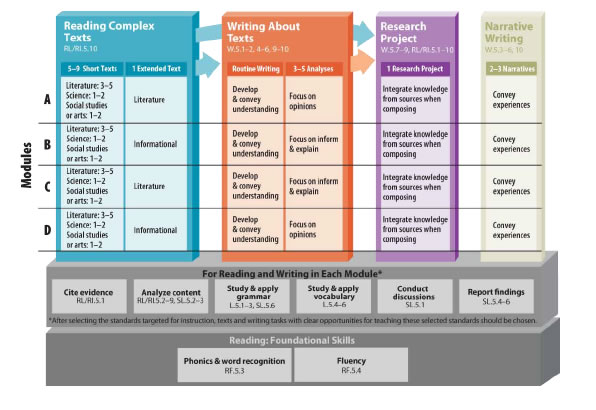 Reading Complex
Texts
RL/RI.5.10
5–9 Short Texts
1 Extended Text
Writing About
Texts
W.5.1–2, 4–6, 9–10
Routine Writing
3–5 Analyses
Research
Project
W.5.7–9, RL/RI.5.1–10
1 Research Project
Narrative
Writing
W.5.3–6, 10
2–3 Narratives
Modules
A
Literature: 3–5
Science: 1–2
Social studies
or arts: 1–2
Literature
Develop
& convey
understanding
Focus on
opinions
Integrate knowledge
from sources when
composing
Convey
experiences
B
Literature: 3–5
Science: 1–2
Social studies
or arts: 1–2
Informational
Develop
& convey
understanding
Focus on inform
& explain
Integrate knowledge
from sources when
composing
Convey
experiences
C
Literature: 3–5
Science: 1–2
Social studies
or arts: 1–2
Literature
Develop
& convey
understanding
Focus on inform
& explain
Integrate knowledge
from sources when
composing
Convey
experiences
D
Literature: 3–5
Science: 1–2
Social studies
or arts: 1–2
Informational
Develop
& convey
understanding
Focus on
opinions
Integrate knowledge
from sources when
composing
Convey
experiences
For Reading and Writing in Each Module*
Cite evidence
RL/RI.5.1
Analyze content
RL/RI.5.2–9, SL.5.2–3
Study & apply
grammar
L.5.1–3, SL.5.6
Study & apply
vocabulary
L.5.4–6
Conduct
discussions
SL.5.1
Report findings
SL.5.4–6
*After selecting the standards targeted for instruction, texts and writing tasks with clear opportunities for teaching these selected standards should be chosen.
Reading: Foundational Skills
Phonics & word recognition
RF.5.3
Fluency
RF.5.4